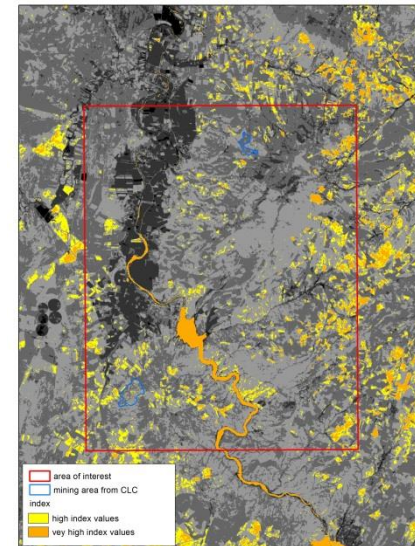 area of interest
mining area from CLC
index
high index values
vey high index values